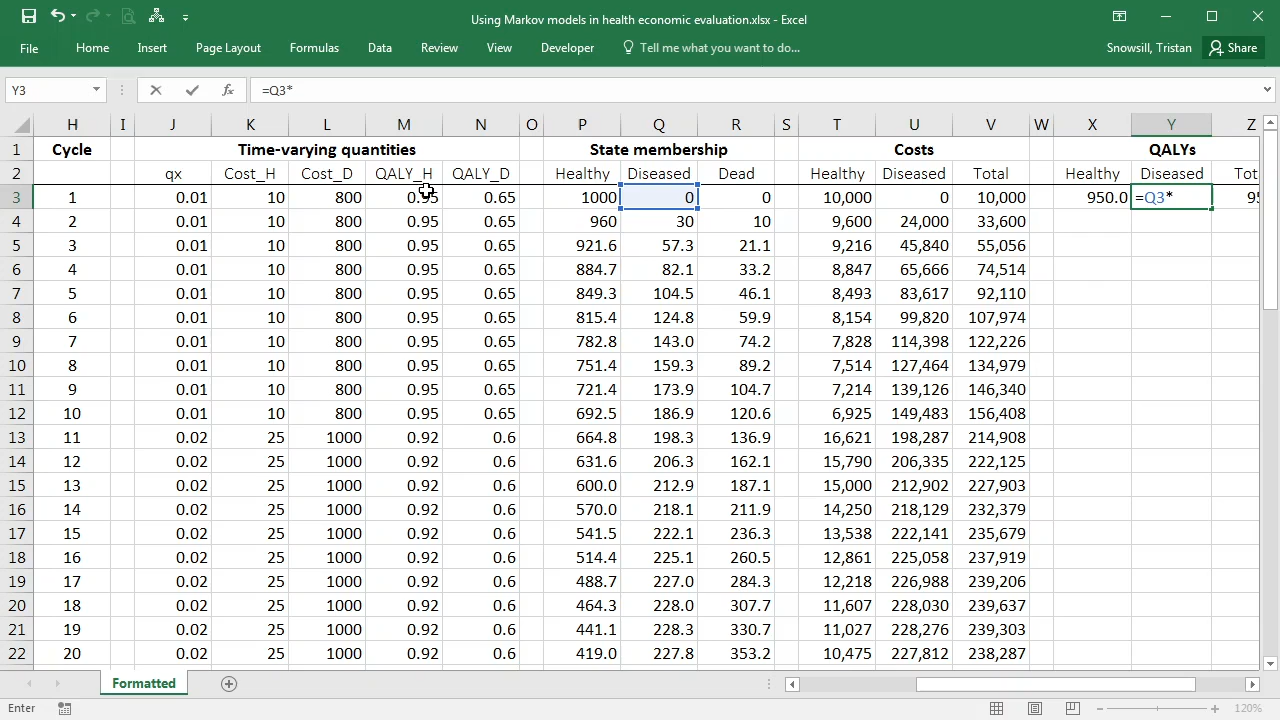 Using Markov models in health economic evaluation.xlsx - Excel
File Home Insert Page Layout Formulas Data Review View Developer Tell me what you want to do... Snowsill, Tristan Share
Y3 fx =Q3*
H I J K L M N O P Q R S T U V W X Y Z
1 Cycle Time-varying quantities State membership Costs QALYs
2 qx Cost_H Cost_D QALY_H QALY_D Healthy Diseased Dead Healthy Diseased Total Healthy Diseased Tot
3 1 0.01 10 800 0.95 0.65 1000 0 0 10,000 0 10,000 950.0 =Q3* 95
4 2 0.01 10 800 0.95 0.65 960 30 10 9,600 24,000 33,600
5 3 0.01 10 800 0.95 0.65 921.6 57.3 21.1 9,216 45,840 55,056
6 4 0.01 10 800 0.95 0.65 884.7 82.1 33.2 8,847 65,666 74,514
7 5 0.01 10 800 0.95 0.65 849.3 104.5 46.1 8,493 83,617 92,110
8 6 0.01 10 800 0.95 0.65 815.4 124.8 59.9 8,154 99,820 107,974
9 7 0.01 10 800 0.95 0.65 782.8 143.0 74.2 7,828 114,398 122,226
10 8 0.01 10 800 0.95 0.65 751.4 159.3 89.2 7,514 127,464 134,979
11 9 0.01 10 800 0.95 0.65 721.4 173.9 104.7 7,214 139,126 146,340
12 10 0.01 10 800 0.95 0.65 692.5 186.9 120.6 6,925 149,483 156,408
13 11 0.02 25 1000 0.92 0.6 664.8 198.3 136.9 16,621 198,287 214,908
14 12 0.02 25 1000 0.92 0.6 631.6 206.3 162.1 15,790 206,335 222,125
15 13 0.02 25 1000 0.92 0.6 600.0 212.9 187.1 15,000 212,902 227,903
16 14 0.02 25 1000 0.92 0.6 570.0 218.1 211.9 14,250 218,129 232,379
17 15 0.02 25 1000 0.92 0.6 541.5 222.1 236.3 13,538 222,141 235,679
18 16 0.02 25 1000 0.92 0.6 514.4 225.1 260.5 12,861 225,058 237,919
19 17 0.02 25 1000 0.92 0.6 488.7 227.0 284.3 12,218 226,988 239,206
20 18 0.02 25 1000 0.92 0.6 464.3 228.0 307.7 11,607 228,030 239,637
21 19 0.02 25 1000 0.92 0.6 441.1 228.3 330.7 11,027 228,276 239,303
22 20 0.02 25 1000 0.92 0.6 419.0 227.8 353.2 10,475 227,812 238,287
Formatted
Enter 120%